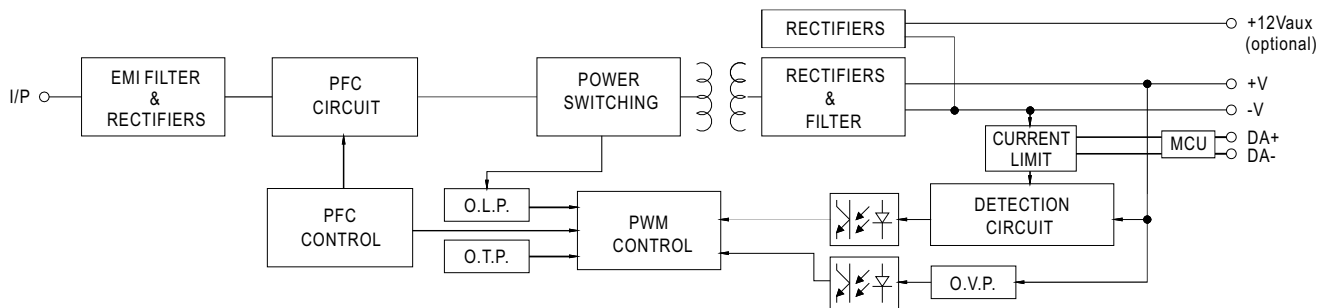 RECTIFIERS
+12Vaux
(optional)
I/P
EMI FILTER
&
RECTIFIERS
PFC
CIRCUIT
POWER
SWITCHING
RECTIFIERS
&
FILTER
+V
-V
CURRENT
LIMIT
MCU
DA+
DA-
PFC
CONTROL
O.L.P.
O.T.P.
PWM
CONTROL
DETECTION
CIRCUIT
O.V.P.